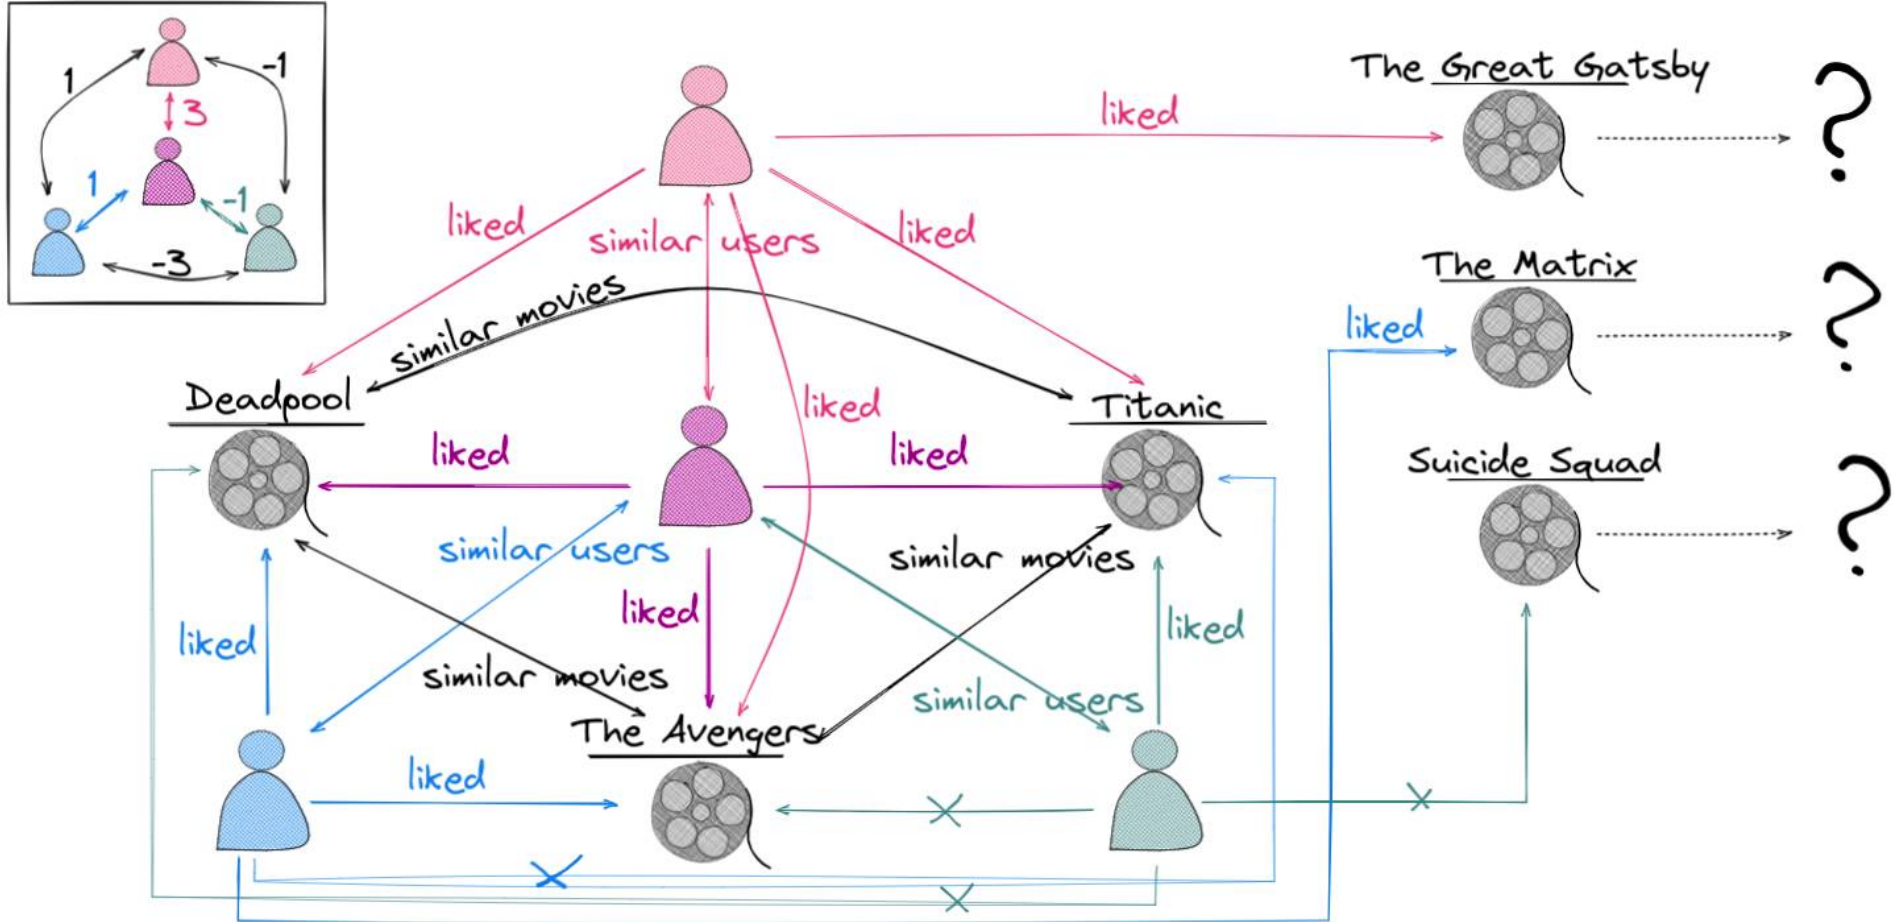 1
-1
3
1
-1
-3
The Great Gatsby
?
liked
liked
similar users
liked
The Matrix
?
similar movies
liked
Deadpool
liked
Titanic
liked
liked
Suicide Squad
?
similar users
similar movies
liked
liked
liked
similar movies
similar users
The Avengers
liked